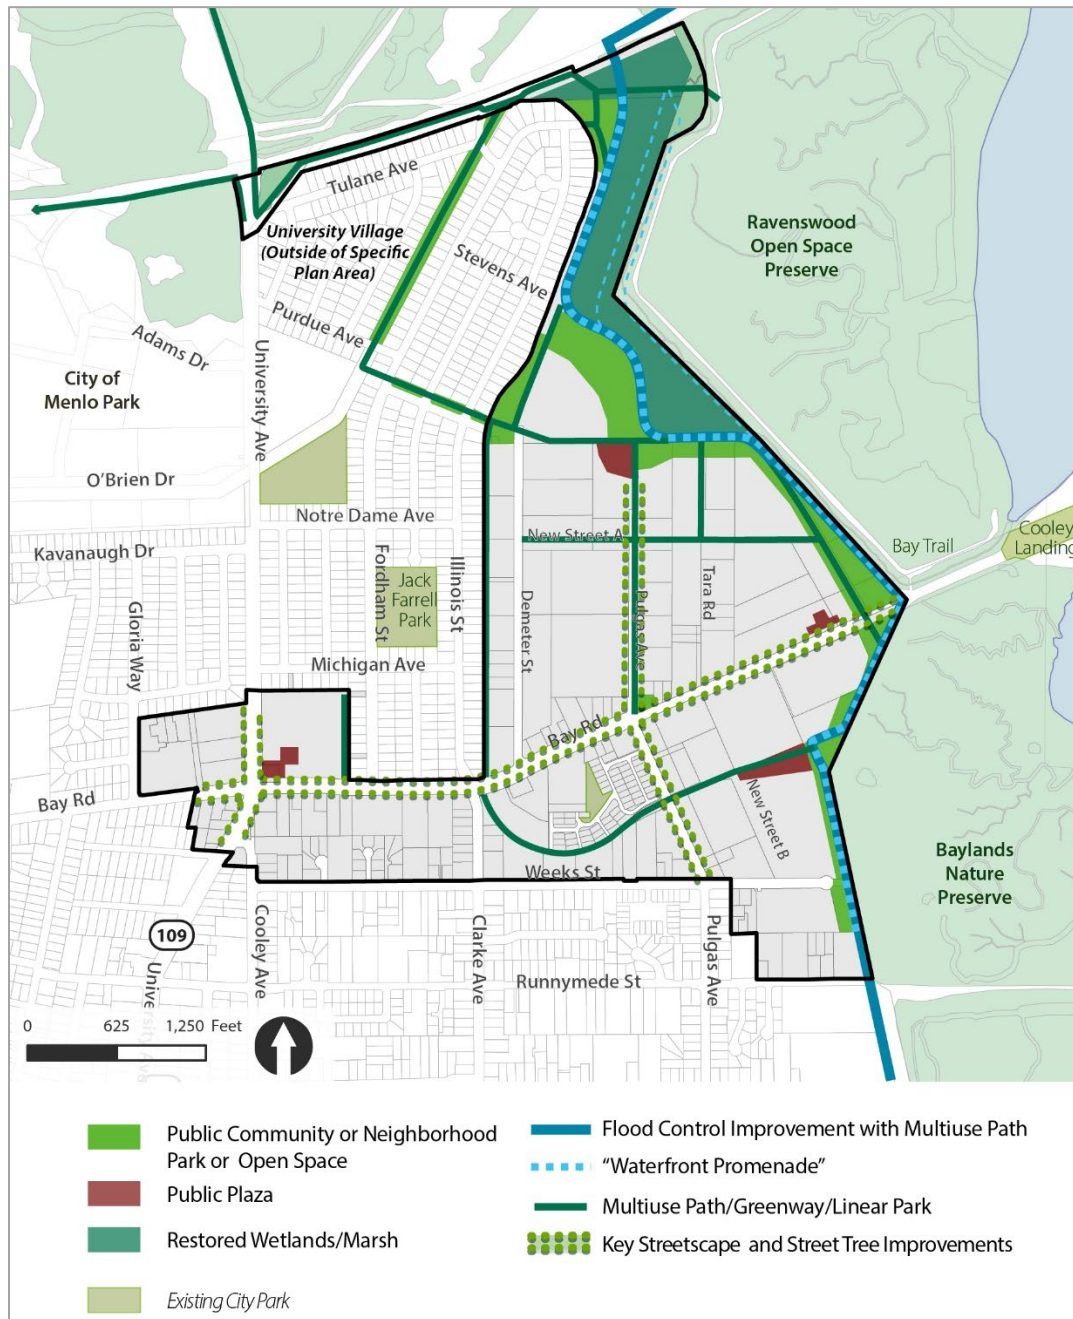 Tulane Ave
University Village
(Outside of Specific
Plan Area)
Stevens Ave
Ravenswood
Open Space
Preserve
Purdue Ave
Adams Dr
City of
Menlo Park
University Ave
O'Brien Dr
Notre Dame Ave
Kavanaugh Dr
New Street A
Bay Trail
Cooley
Landing
Gloria Way
Fordham St
Jack
Farrell
Park
Illinois St
Demeter St
Pulgas Ave
Tara Rd
Michigan Ave
Bay Rd
Bay Rd
New Street B
Weeks St
Baylands
Nature
Preserve
109
University Ave
Cooley Ave
Clarke Ave
Pulgas Ave
Runnymede St
0 625 1,250 Feet
Public Community or Neighborhood
Park or Open Space
Public Plaza
Restored Wetlands/Marsh
Existing City Park
Flood Control Improvement with Multiuse Path
“Waterfront Promenade”
Multiuse Path/Greenway/Linear Park
Key Streetscape and Street Tree Improvements